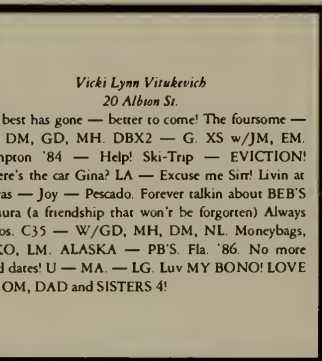 Vicki Lynn Vitukevich
20 Albion St.
best has gone — better to come! The foursome —
DM, GD, MH. DBX2 — G. XS w/JM, EM.
mpton '84 — Help! Ski-Trip — EVICTION!
ere's the car Gina? LA — Excuse me Sirr! Livin at
as — Joy — Pescado. Forever talkin about BEB'S
ura (a friendship that won't be forgotten) Always
os. C35 — W/GD, MH, DM, NL. Moneybags,
KO, LM. ALASKA — PB'S. Fla. '86. No more
d dates! U — MA. — LG. Luv MY BONO! LOVE
OM, DAD and SISTERS 4!